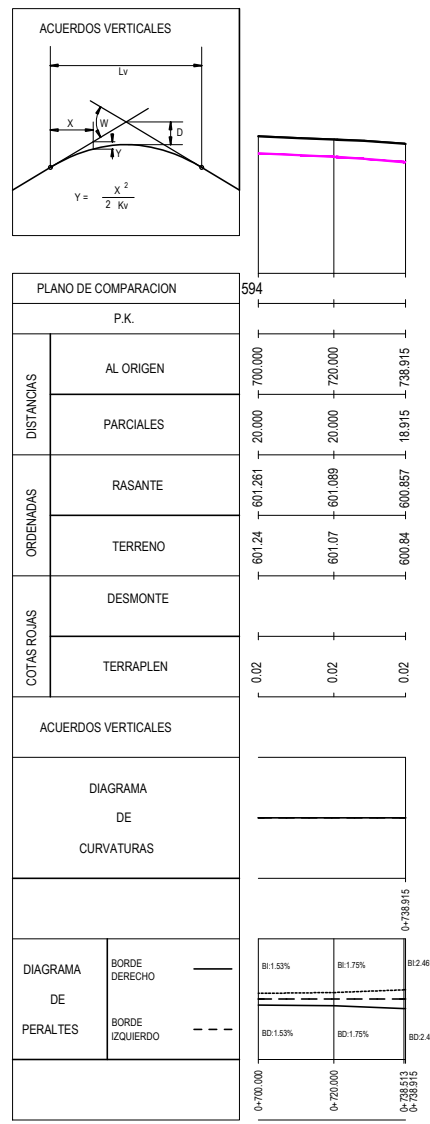 ACUERDOS VERTICALES
Lv
X
W
D
Y
Y = X 2
2 Kv
PLANO DE COMPARACION 594
P.K.
DISTANCIAS
AL ORIGEN 700.000 720.000 738.915
PARCIALES 20.000 20.000 18.915
ORDENADAS
RASANTE 601.261 601.089 600.857
TERRENO 601.24 601.07 600.84
COTAS ROJAS
DESMONTE
TERRAPLEN 0.02 0.02 0.02
ACUERDOS VERTICALES
DIAGRAMA
DE
CURVATURAS
0+738.915
DIAGRAMA
DE
PERALTES
BORDE
DERECHO
BORDE
IZQUIERDO
BI:1.53% BI:1.75% BI:2.46
BD:1.53% BD:1.75% BD:2.4
0+700.000 0+720.000 0+738.513
0+738.915